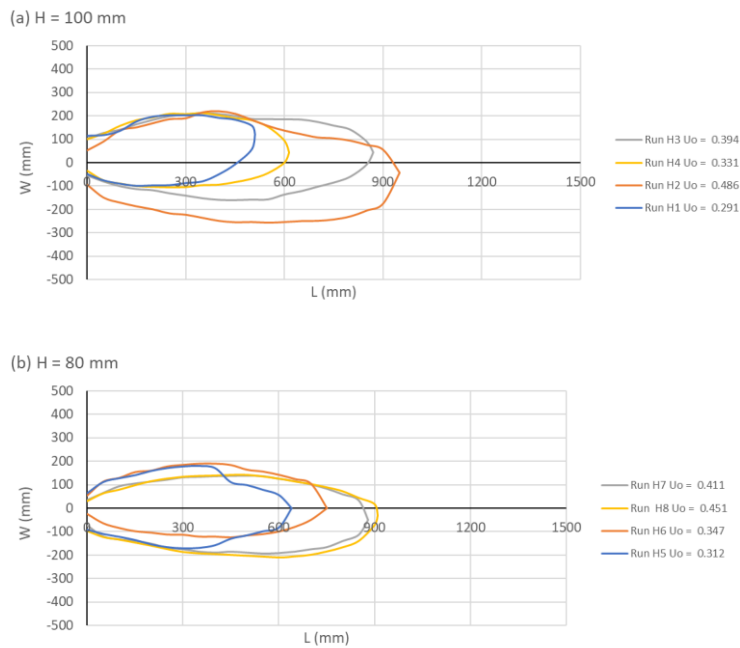 (a) H = 100 mm
500
400
300
200
100
0
-100
-200
-300
-400
-500
0
300
600
900
1200
1500
W (mm)
L (mm)
Run H3 Uo = 0.394
Run H4 Uo = 0.331
Run H2 Uo = 0.486
Run H1 Uo = 0.291
(b) H = 80 mm
500
400
300
200
100
0
-100
-200
-300
-400
-500
0
300
600
900
1200
1500
W (mm)
L (mm)
Run H7 Uo = 0.411
Run H8 Uo = 0.451
Run H6 Uo = 0.347
Run H5 Uo = 0.312